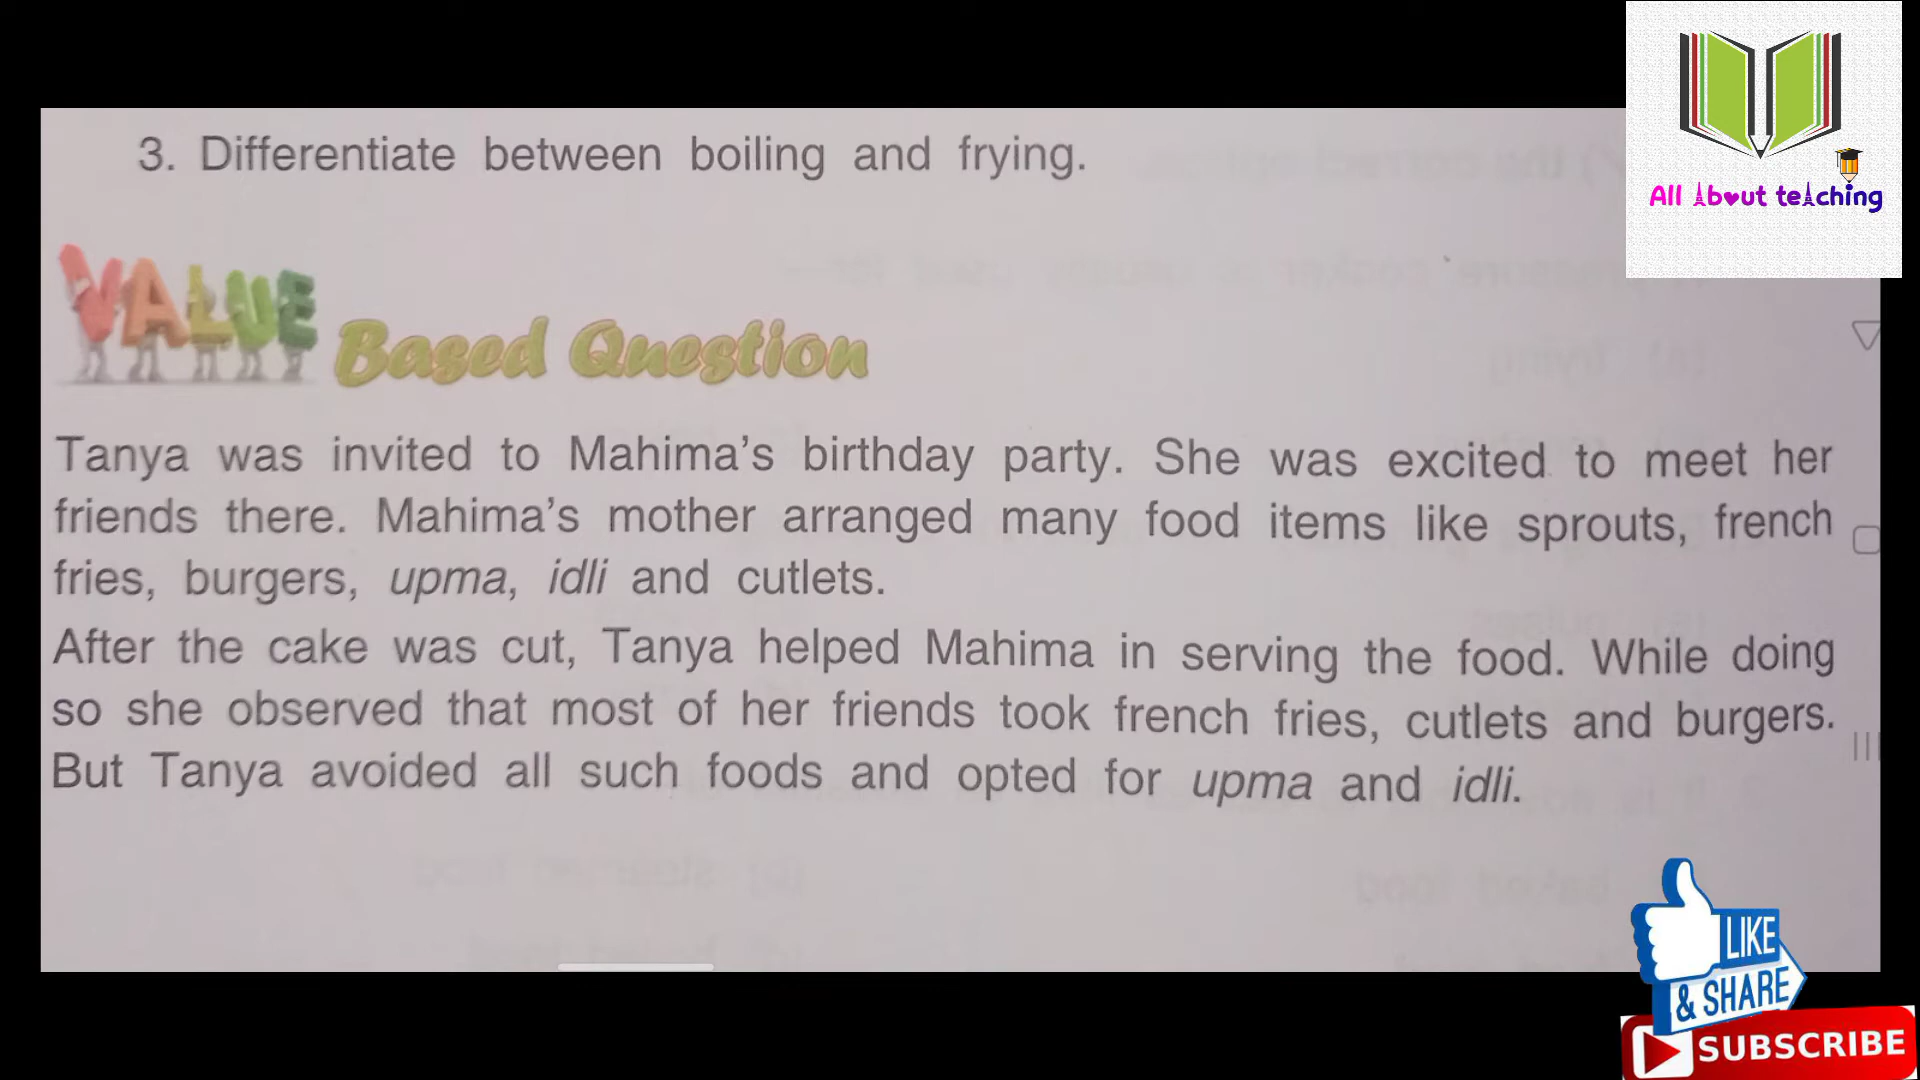 All About teaching
3. Differentiate between boiling and frying.
VALUE
Based Question
Tanya was invited to Mahima's birthday party. She was excited to meet her
friends there. Mahima's mother arranged many food items like sprouts, french
fries, burgers, upma, idli and cutlets.
After the cake was cut, Tanya helped Mahima in serving the food. While doing
so she observed that most of her friends took french fries, cutlets and burgers.
But Tanya avoided all such foods and opted for upma and idli.
LIKE
& SHARE
SUBSCRIBE